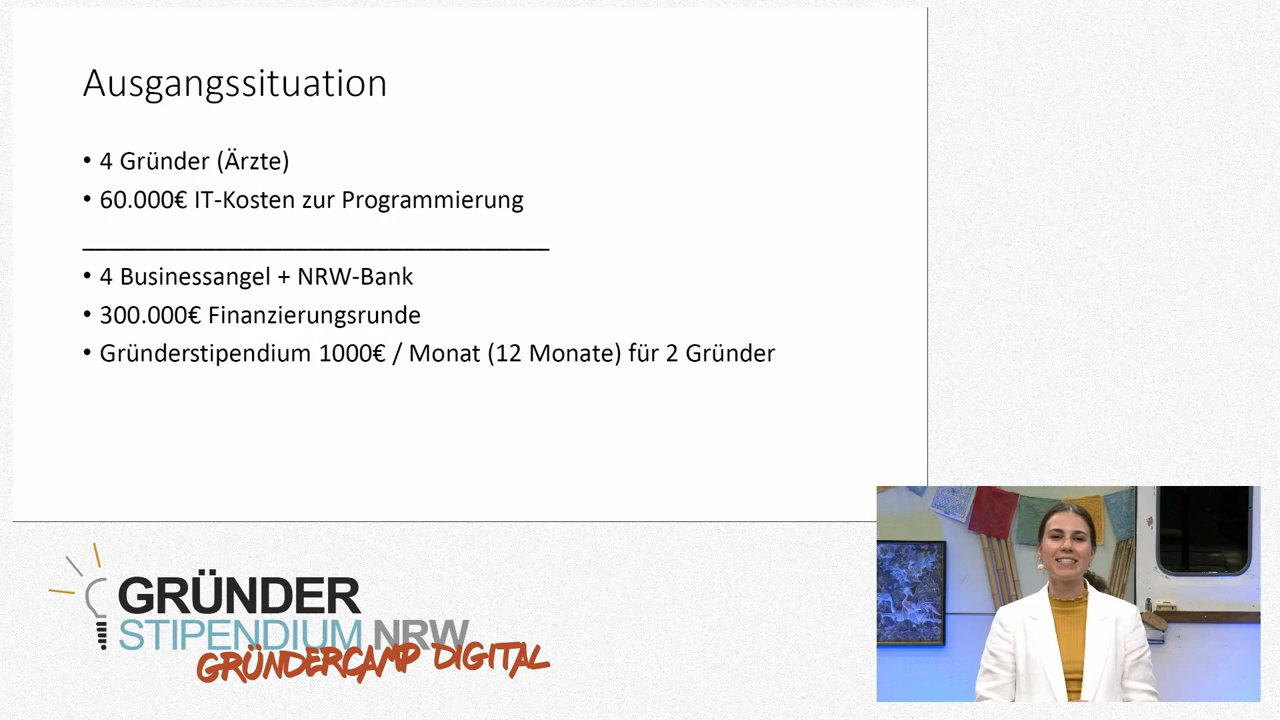 Ausgangssituation
• 4 Gründer (Ärzte)
• 60.000€ IT-Kosten zur Programmierung
• 4 Businessangel + NRW-Bank
• 300.000€ Finanzierungsrunde
• Gründerstipendium 1000€ / Monat (12 Monate) für 2 Gründer
GRÜNDER
STIPENDIUM NRW
GRÜNDERCAMP DIGITAL